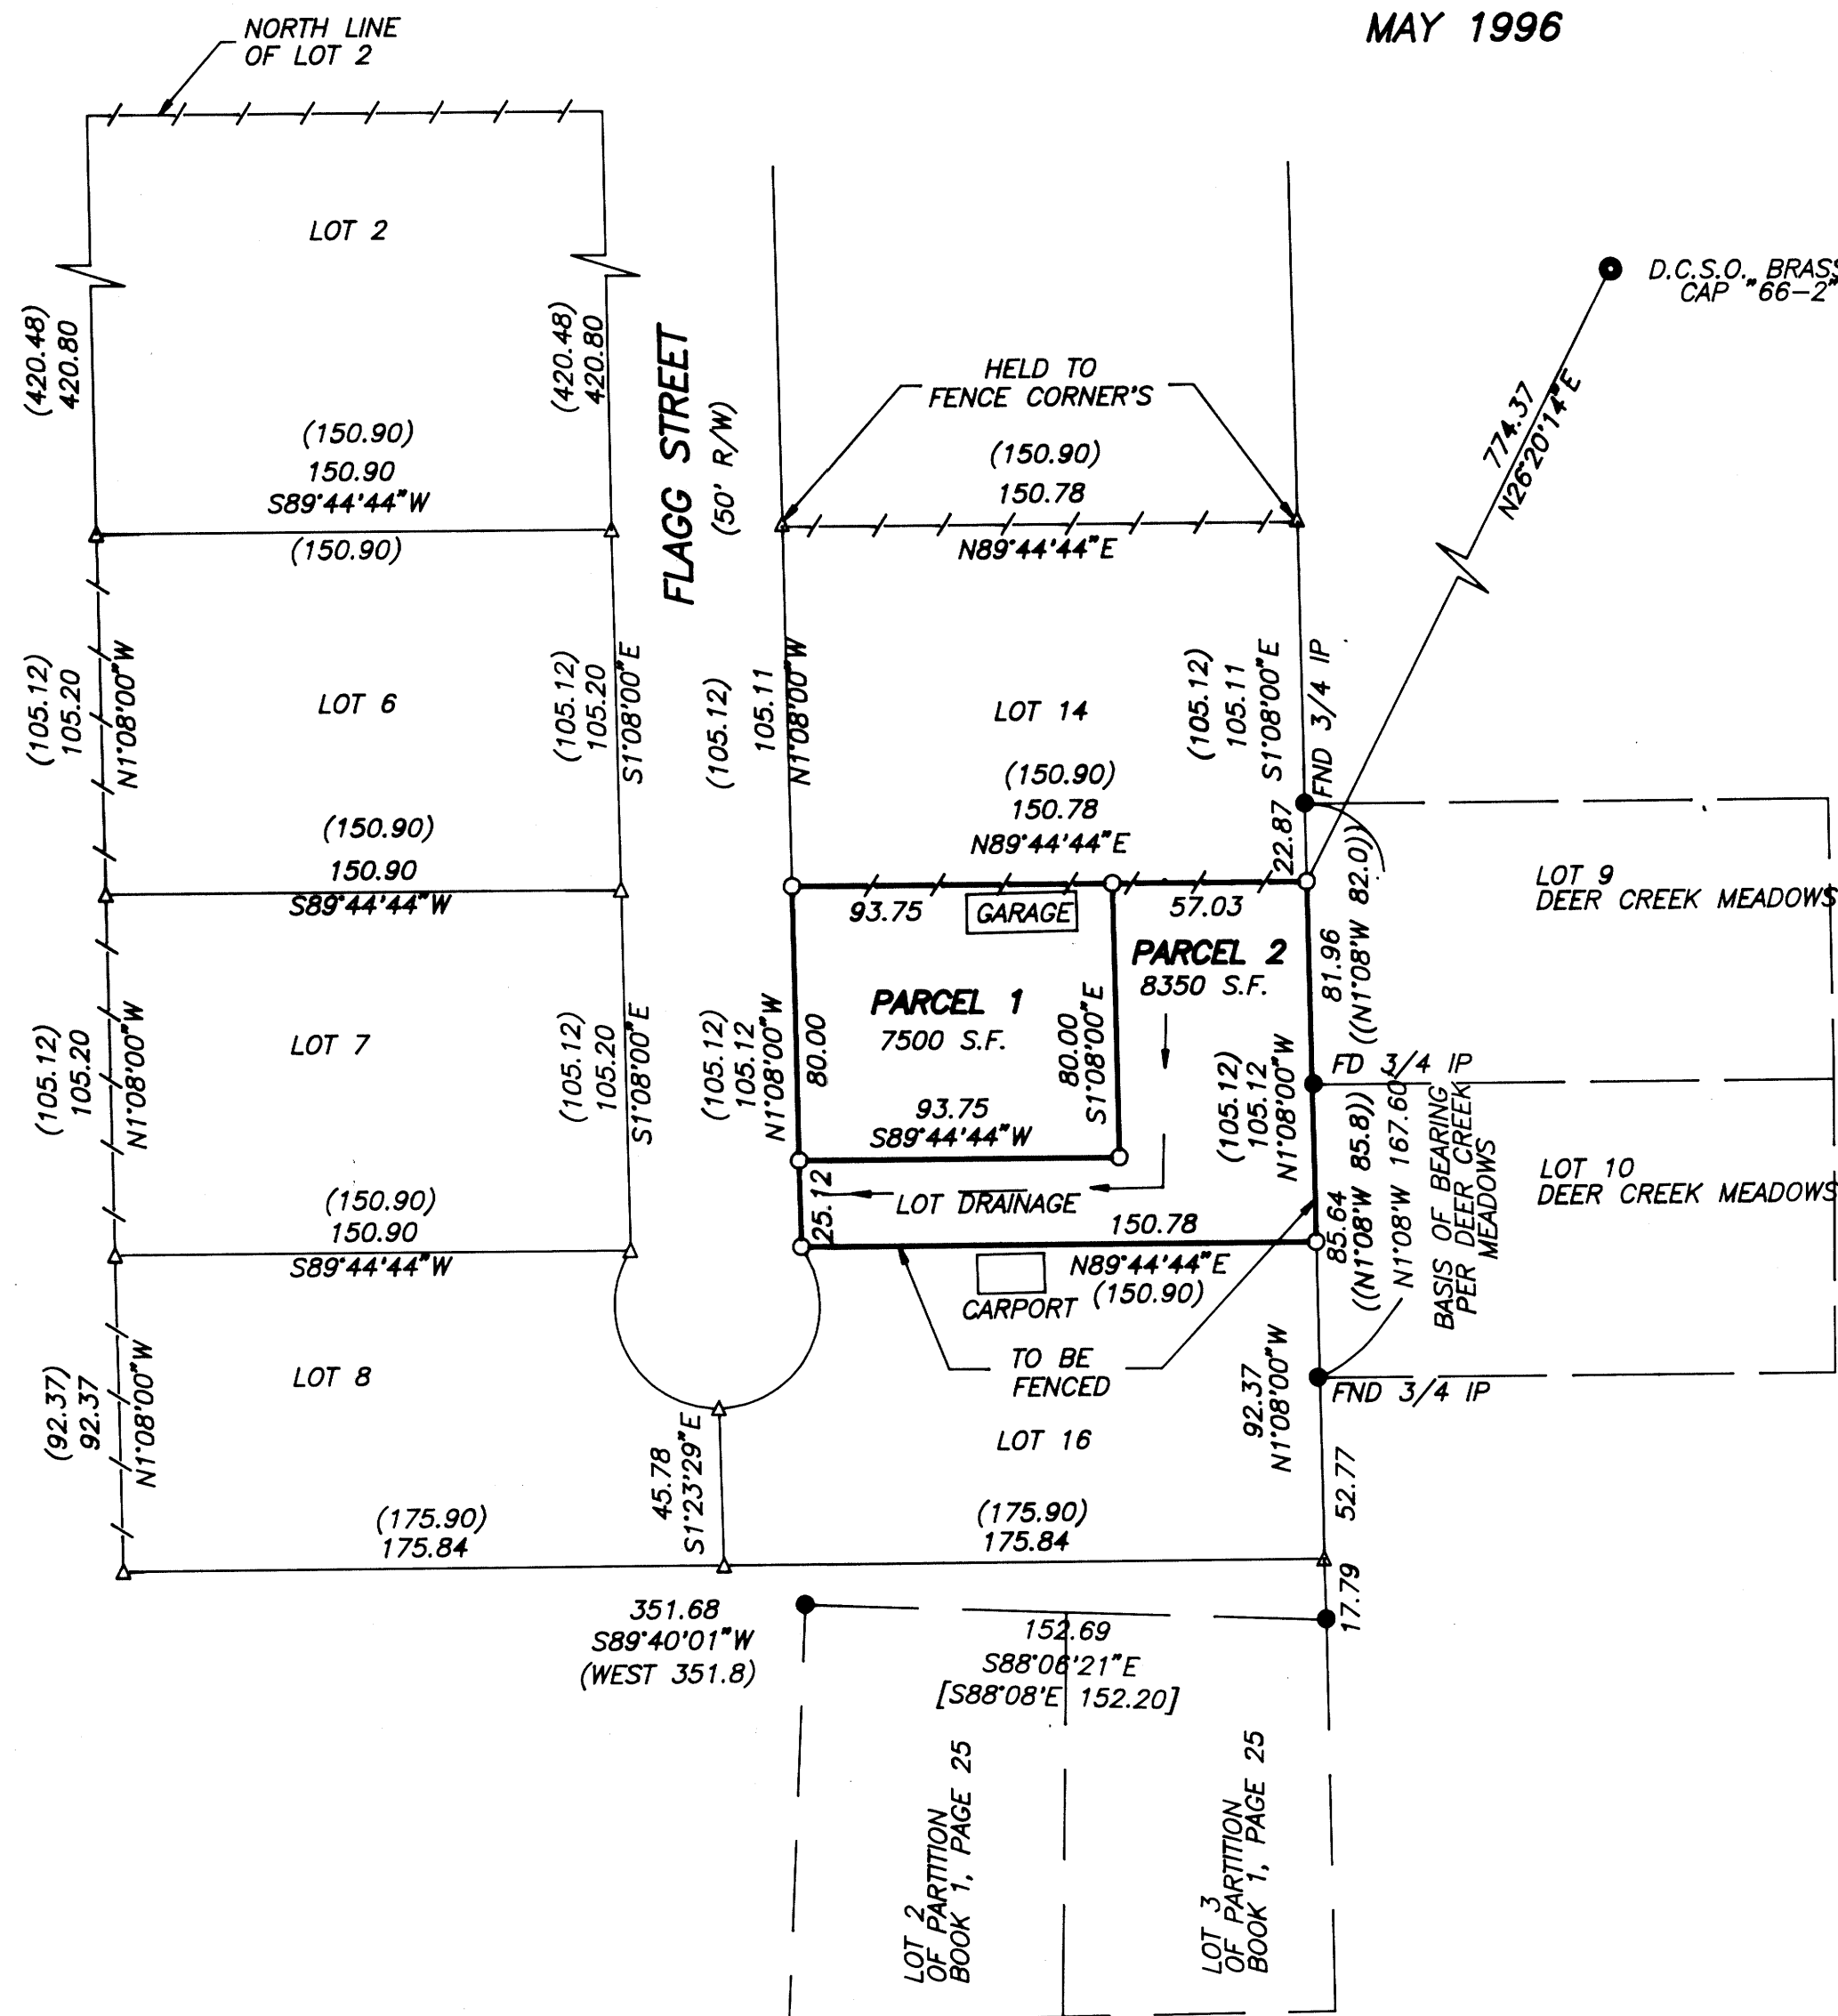 MAY 1996
NORTH LINE
OF LOT 2
LOT 2
(420.48)
420.80
(420.48)
420.80
(150.90)
150.90
S89°44'44"W
(150.90)
FLAGG STREET
(50' R/W)
HELD TO
FENCE CORNER'S
(150.90)
150.78
N89°44'44"E
D.C.S.O. BRASS
CAP "66-2"
774.37
N26°20'14"E
(105.12)
105.20
N1°08'00"W
LOT 6
(105.12)
105.20
S1°08'00"E
(105.12)
105.11
N1°08'00"W
LOT 14
(105.12)
105.11
S1°08'00"E
FND 3/4 IP
(150.90)
150.90
S89°44'44"W
(150.90)
150.78
N89°44'44"E
22.87
((N1°08'W 82.0))
LOT 9
DEER CREEK MEADOWS
93.75
GARAGE
57.03
PARCEL 2
8350 S.F.
PARCEL 1
7500 S.F.
81.96
(105.12)
105.20
N1°08'00"W
LOT 7
(105.12)
105.20
S1°08'00"E
(105.12)
105.12
N1°08'00"W
80.00
80.00
S1°08'00"E
93.75
S89°44'44"W
(105.12)
105.12
N1°08'00"W
FD 3/4 IP
85.64
((N1°08'W 85.8))
N1°08'W 167.60
BASIS OF BEARING
PER DEER CREEK
MEADOWS
LOT 10
DEER CREEK MEADOWS
25.12
LOT DRAINAGE
150.78
N89°44'44"E
(150.90)
CARPORT
(150.90)
150.90
S89°44'44"W
TO BE
FENCED
FND 3/4 IP
(92.37)
92.37
N1°08'00"W
LOT 8
45.78
S1°23'29"E
LOT 16
92.37
N1°08'00"W
52.77
(175.90)
175.84
(175.90)
175.84
17.79
351.68
S89°40'01"W
(WEST 351.8)
152.69
S88°06'21"E
[S88°08'E 152.20]
LOT 2
OF PARTITION
BOOK 1, PAGE 25
LOT 3
OF PARTITION
BOOK 1, PAGE 25